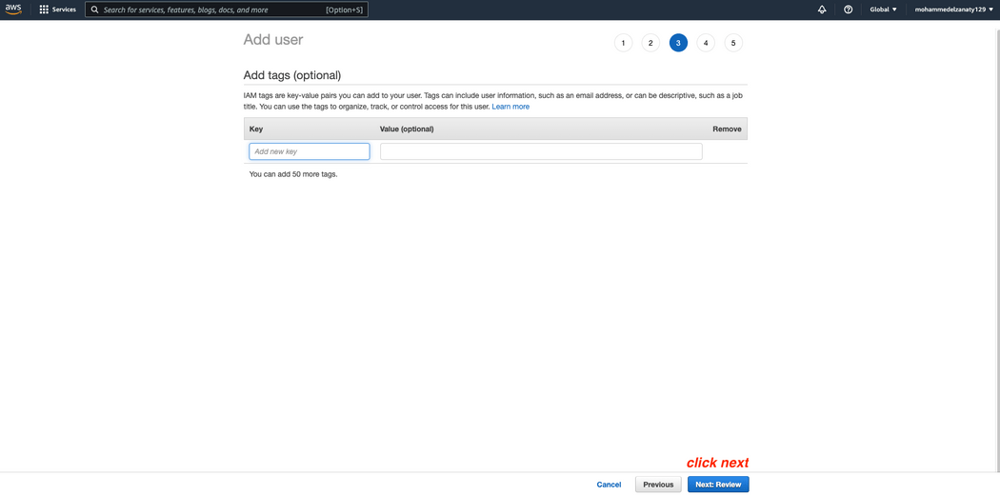 aws Services Search for services, features, blogs, docs, and more [Option+S] Global mohammedelzanaty129
Add user 1 2 3 4 5
Add tags (optional)
IAM tags are key-value pairs you can add to your user. Tags can include user information, such as an email address, or can be descriptive, such as a job
title. You can use the tags to organize, track, or control access for this user. Learn more
Key Value (optional) Remove
Add new key
You can add 50 more tags.
click next
Cancel Previous Next: Review